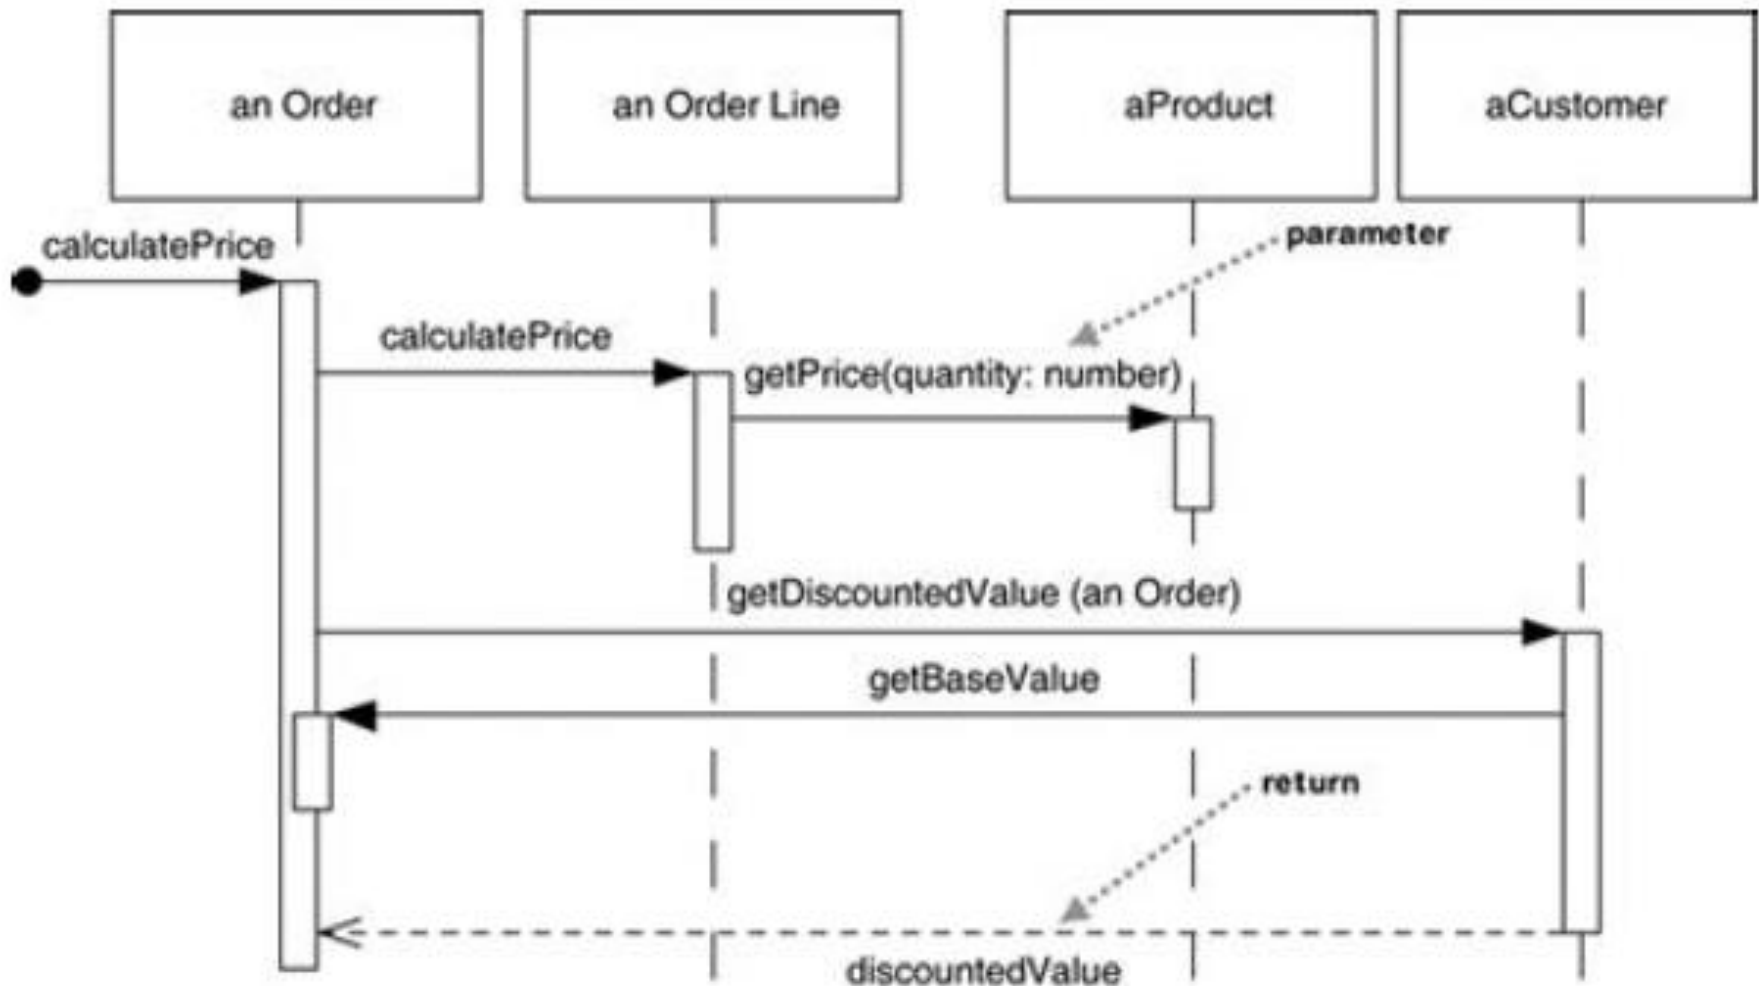 an Order
an Order Line
aProduct
aCustomer
calculatePrice
parameter
calculatePrice
getPrice(quantity: number)
getDiscountedValue (an Order)
getBaseValue
return
discountedValue